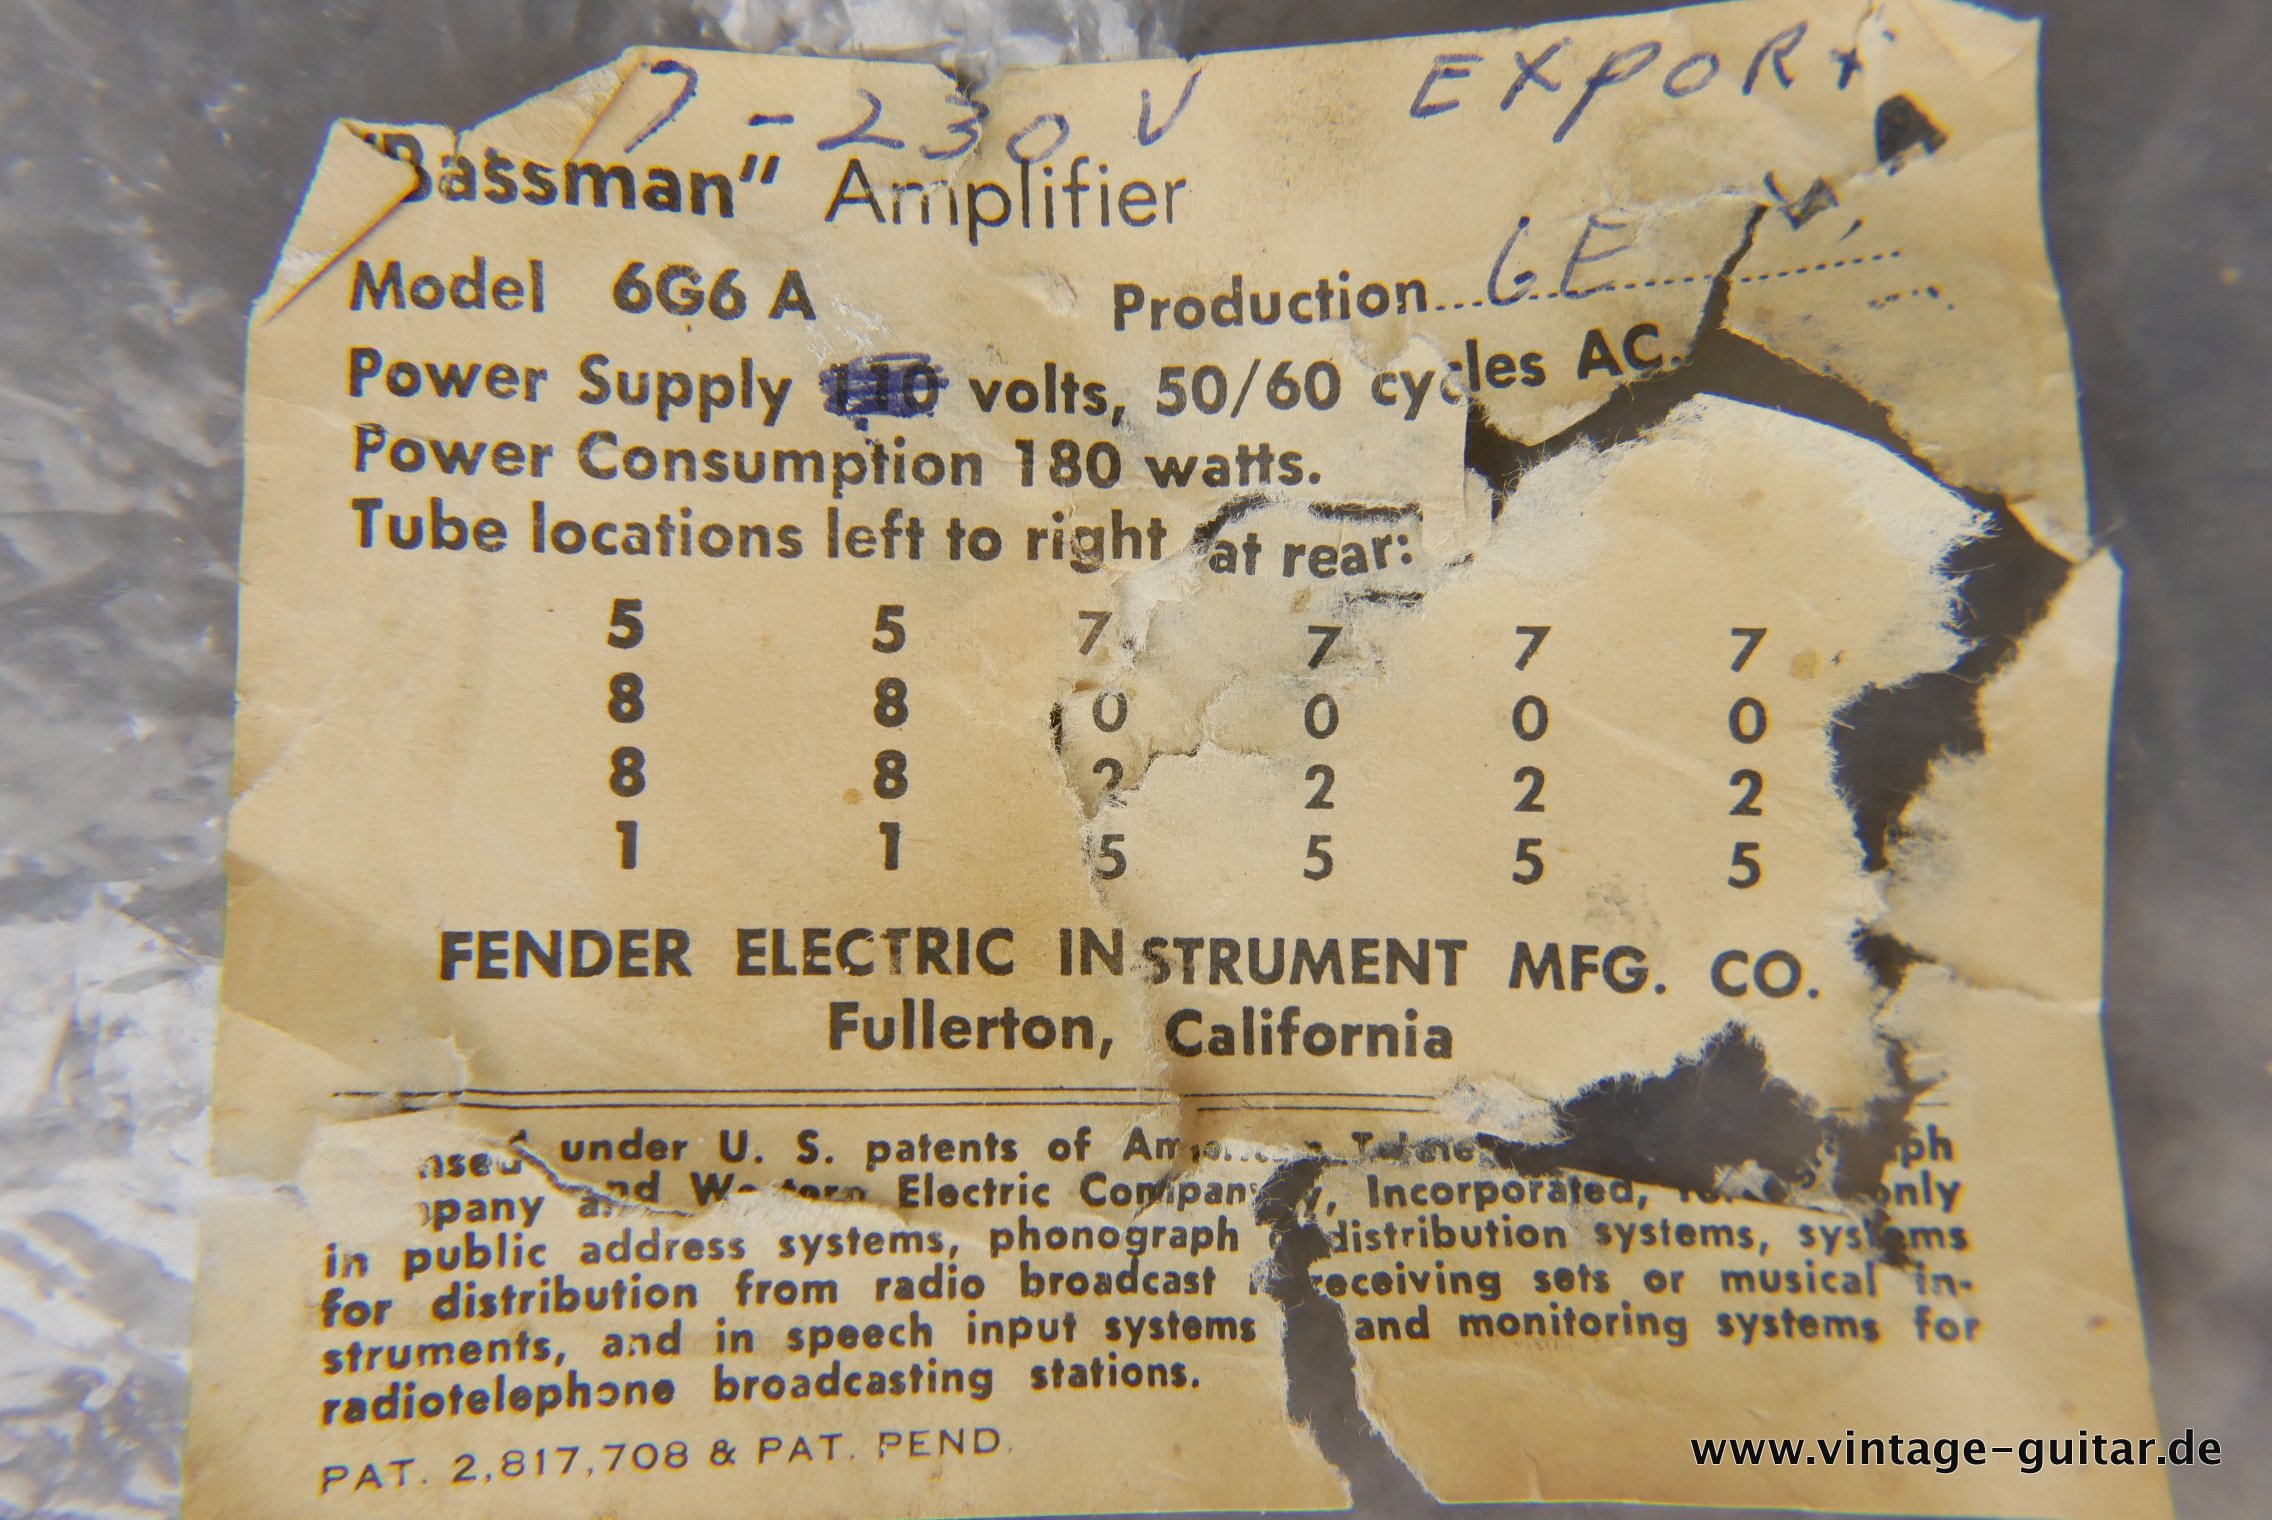 7 - 230 V EXPORT
"Bassman" Amplifier
Model 6G6 A Production GE
Power Supply 110 volts, 50/60 cycles AC.
Power Consumption 180 watts.
Tube locations left to right at rear:
5 5 7 7 7 7
8 8 0 0 0 0
8 8 2 2 2 2
1 1 5 5 5 5
FENDER ELECTRIC INSTRUMENT MFG. CO.
Fullerton, California
under U. S. patents of American
and Western Electric Company, Incorporated, only
in public address systems, phonograph distribution systems, systems
for distribution from radio broadcast receiving sets or musical in-
struments, and in speech input systems and monitoring systems for
radiotelephone broadcasting stations.
PAT. 2,817,708 & PAT. PEND.
www.vintage-guitar.de